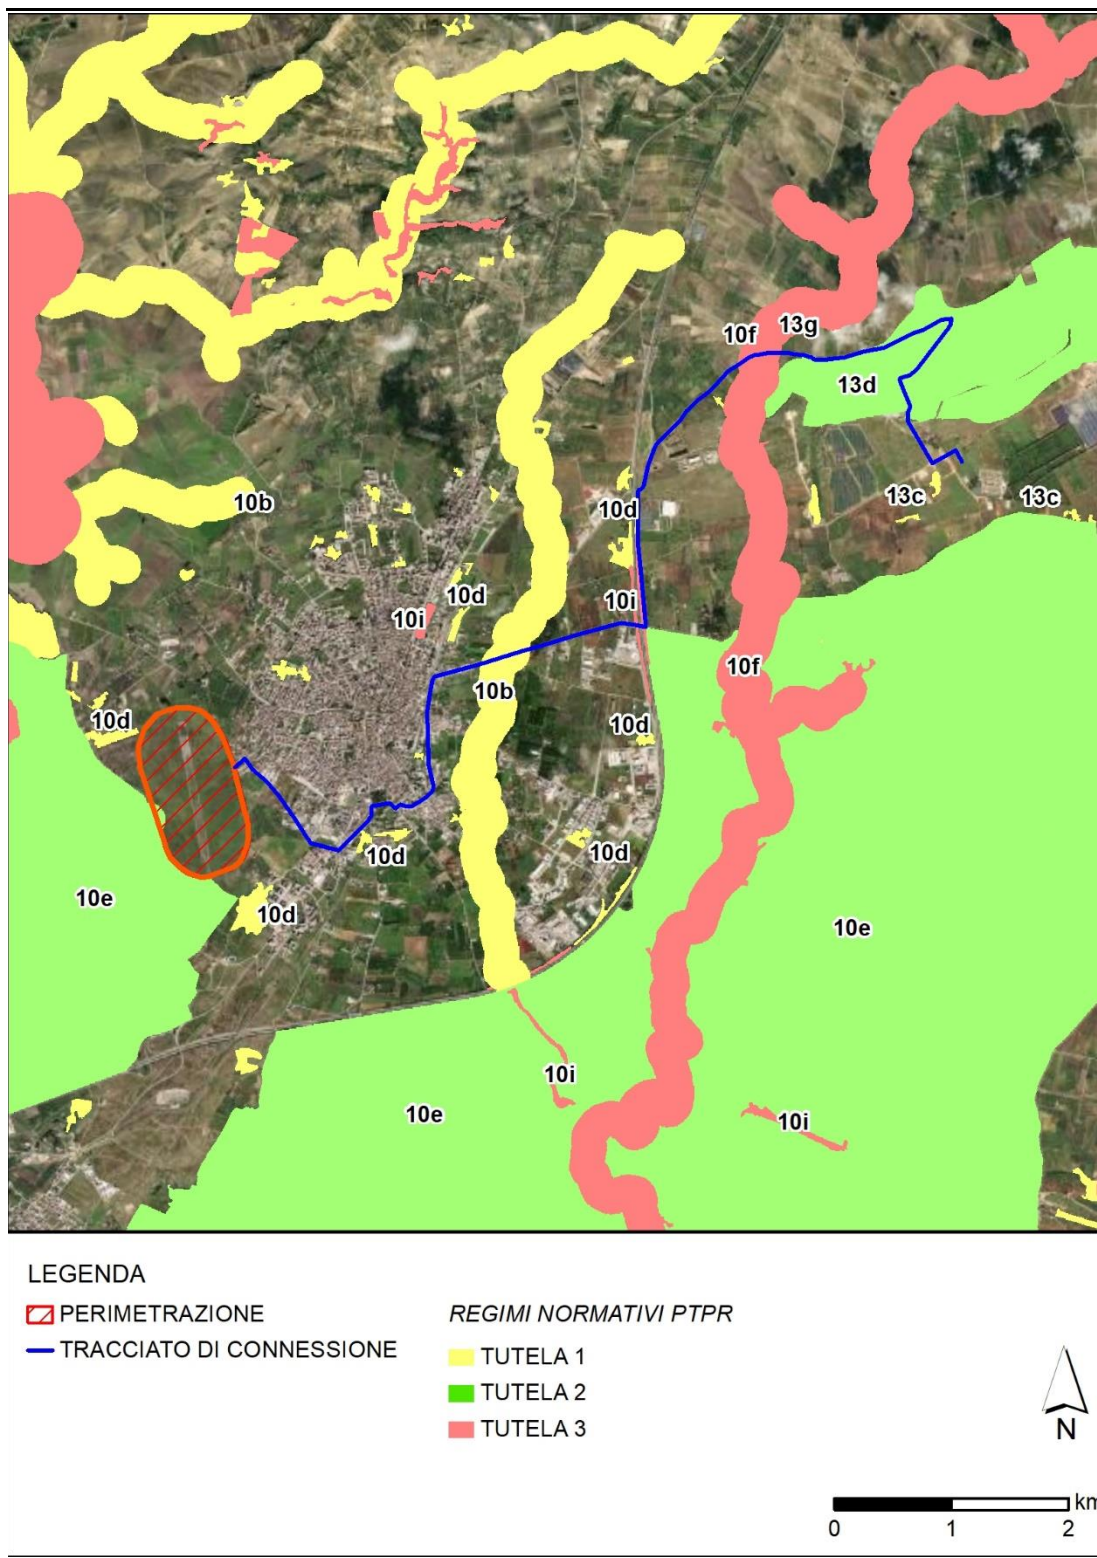 10f
13g
13d
10b
10d
13c
13c
10d
10i
10i
10f
10b
10d
10d
10d
10d
10e
10d
10e
10i
10e
10i
LEGENDA
PERIMETRAZIONE
TRACCIATO DI CONNESSIONE
REGIMI NORMATIVI PTPR
TUTELA 1
TUTELA 2
TUTELA 3
N
km
0 1 2